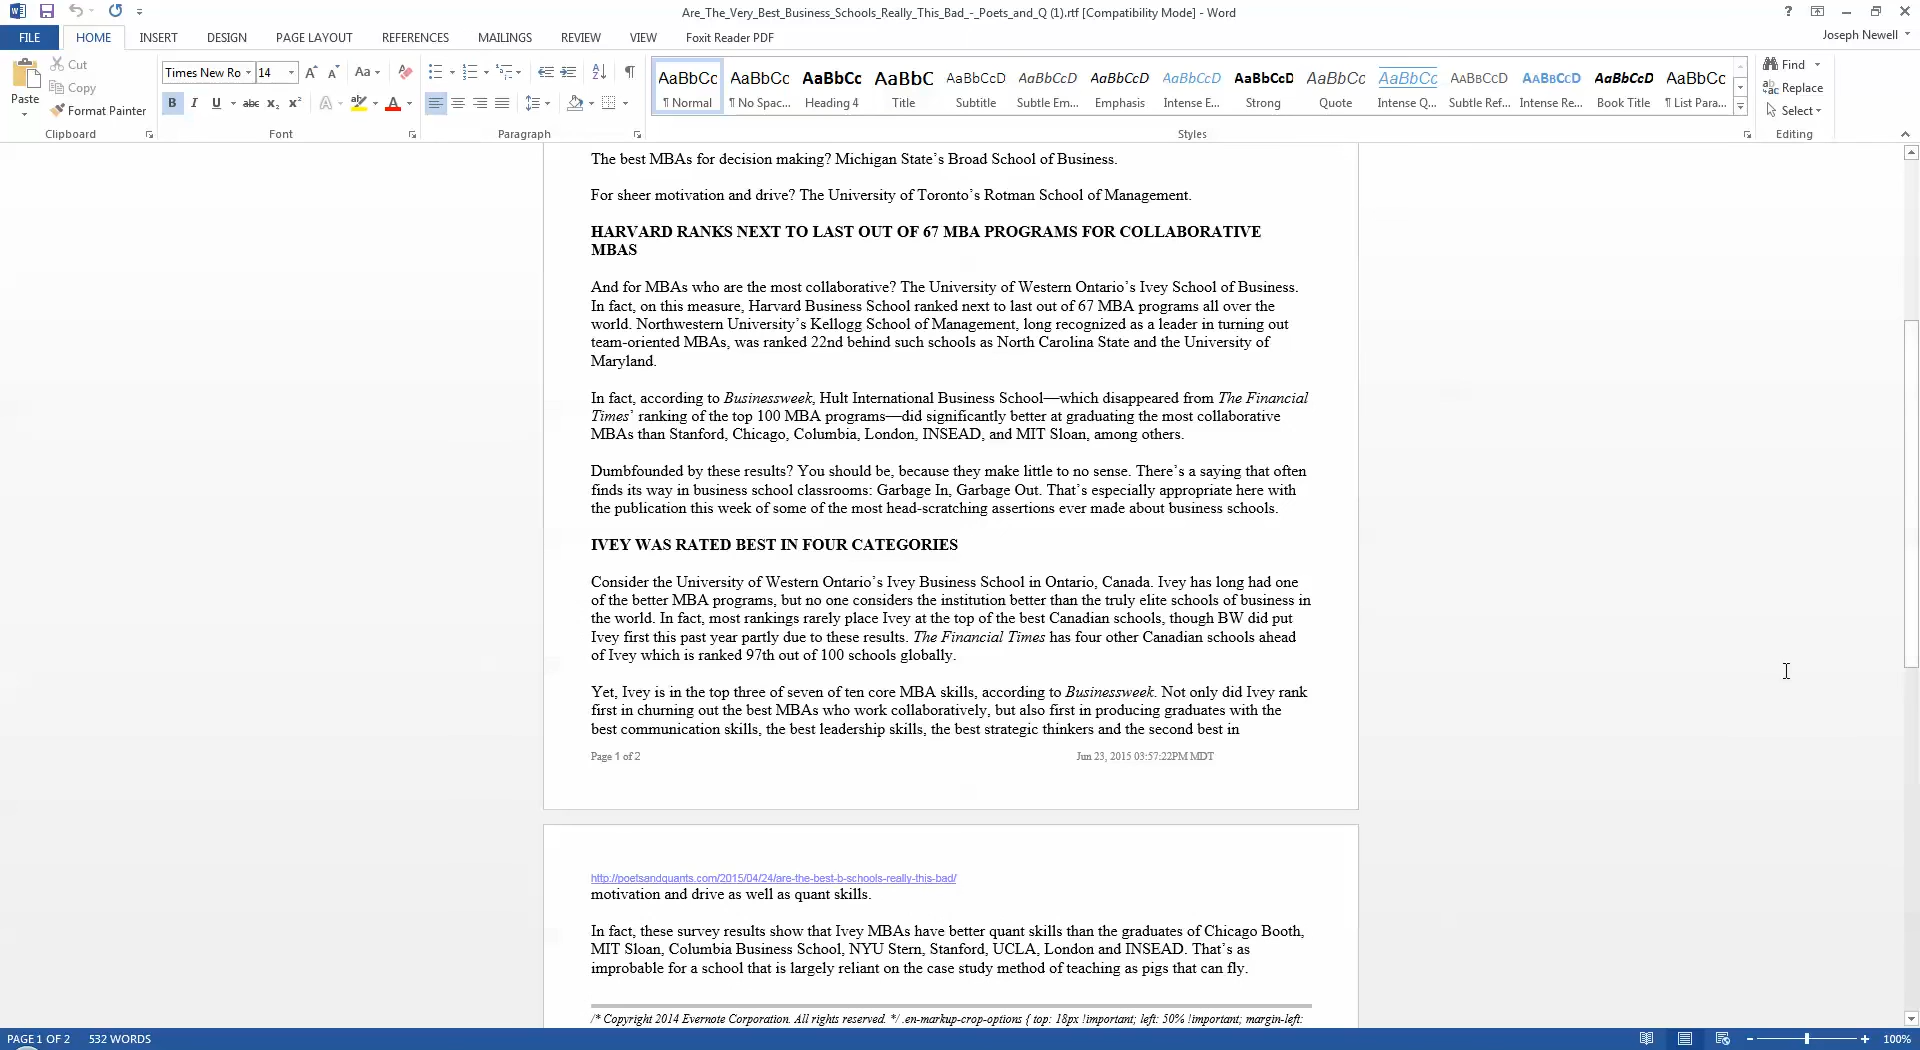 Are_The_Very_Best_Business_Schools_Really_This_Bad_-_Poets_and_Q (1).rtf [Compatibility Mode] - Word
FILE HOME INSERT DESIGN PAGE LAYOUT REFERENCES MAILINGS REVIEW VIEW Foxit Reader PDF
Joseph Newell
Paste
Cut
Copy
Format Painter
Clipboard
Times New Ro 14
Font
Paragraph
AaBbCc AaBbCc AaBbCc AaBbC AaBbCcD AaBbCcD AaBbCcD AaBbCcD AaBbCcD AaBbCc AaBbCc AABBCCD AABBCCD AaBbCcD AaBbCc
¶ Normal ¶ No Spac... Heading 4 Title Subtitle Subtle Em... Emphasis Intense E... Strong Quote Intense Q... Subtle Ref... Intense Re... Book Title ¶ List Para...
Styles
Find
Replace
Select
Editing
The best MBAs for decision making? Michigan State’s Broad School of Business.
For sheer motivation and drive? The University of Toronto’s Rotman School of Management.
HARVARD RANKS NEXT TO LAST OUT OF 67 MBA PROGRAMS FOR COLLABORATIVE
MBAS
And for MBAs who are the most collaborative? The University of Western Ontario’s Ivey School of Business.
In fact, on this measure, Harvard Business School ranked next to last out of 67 MBA programs all over the
world. Northwestern University’s Kellogg School of Management, long recognized as a leader in turning out
team-oriented MBAs, was ranked 22nd behind such schools as North Carolina State and the University of
Maryland.
In fact, according to Businessweek, Hult International Business School—which disappeared from The Financial
Times’ ranking of the top 100 MBA programs—did significantly better at graduating the most collaborative
MBAs than Stanford, Chicago, Columbia, London, INSEAD, and MIT Sloan, among others.
Dumbfounded by these results? You should be, because they make little to no sense. There’s a saying that often
finds its way in business school classrooms: Garbage In, Garbage Out. That’s especially appropriate here with
the publication this week of some of the most head-scratching assertions ever made about business schools.
IVEY WAS RATED BEST IN FOUR CATEGORIES
Consider the University of Western Ontario’s Ivey Business School in Ontario, Canada. Ivey has long had one
of the better MBA programs, but no one considers the institution better than the truly elite schools of business in
the world. In fact, most rankings rarely place Ivey at the top of the best Canadian schools, though BW did put
Ivey first this past year partly due to these results. The Financial Times has four other Canadian schools ahead
of Ivey which is ranked 97th out of 100 schools globally.
Yet, Ivey is in the top three of seven of ten core MBA skills, according to Businessweek. Not only did Ivey rank
first in churning out the best MBAs who work collaboratively, but also first in producing graduates with the
best communication skills, the best leadership skills, the best strategic thinkers and the second best in
Page 1 of 2 Jun 23, 2015 03:57:22PM MDT
http://poetsandquants.com/2015/04/24/are-the-best-b-schools-really-this-bad/
motivation and drive as well as quant skills.
In fact, these survey results show that Ivey MBAs have better quant skills than the graduates of Chicago Booth,
MIT Sloan, Columbia Business School, NYU Stern, Stanford, UCLA, London and INSEAD. That’s as
improbable for a school that is largely reliant on the case study method of teaching as pigs that can fly.
/* Copyright 2014 Evernote Corporation. All rights reserved. */ .en-markup-crop-options { top: 18px !important; left: 50% !important; margin-left:
PAGE 1 OF 2 532 WORDS
100%